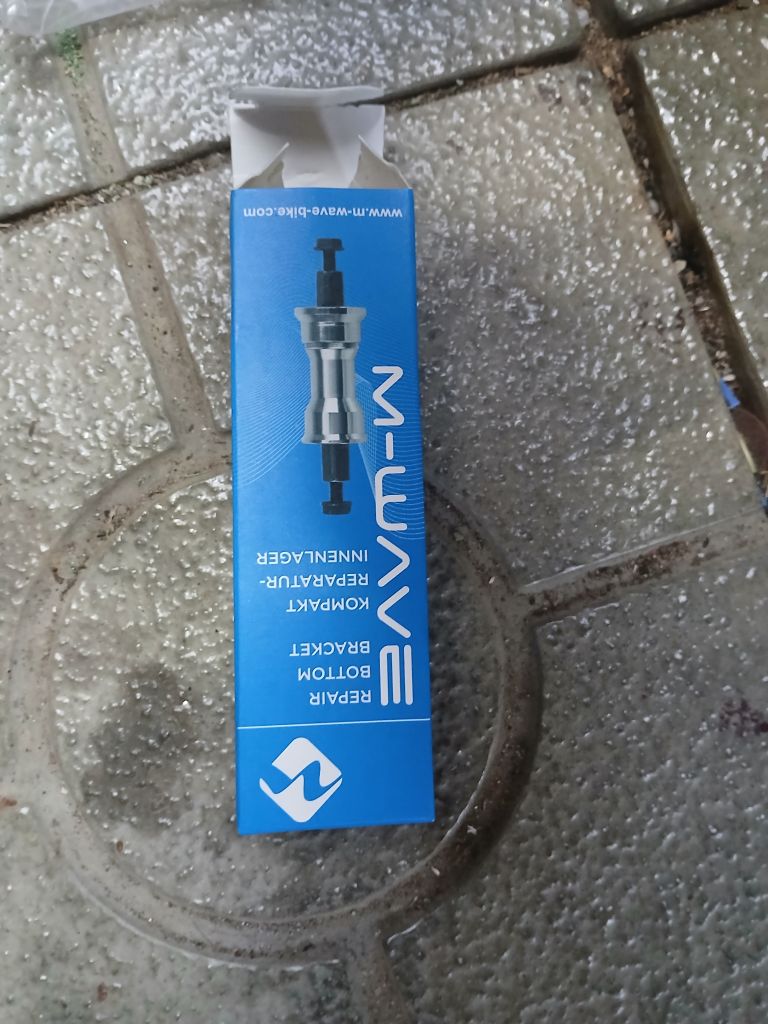 REPAIR
BOTTOM
BRACKET
KOMPAKT
REPARATUR-
INNENLAGER
M-WAVE
www.m-wave-bike.com